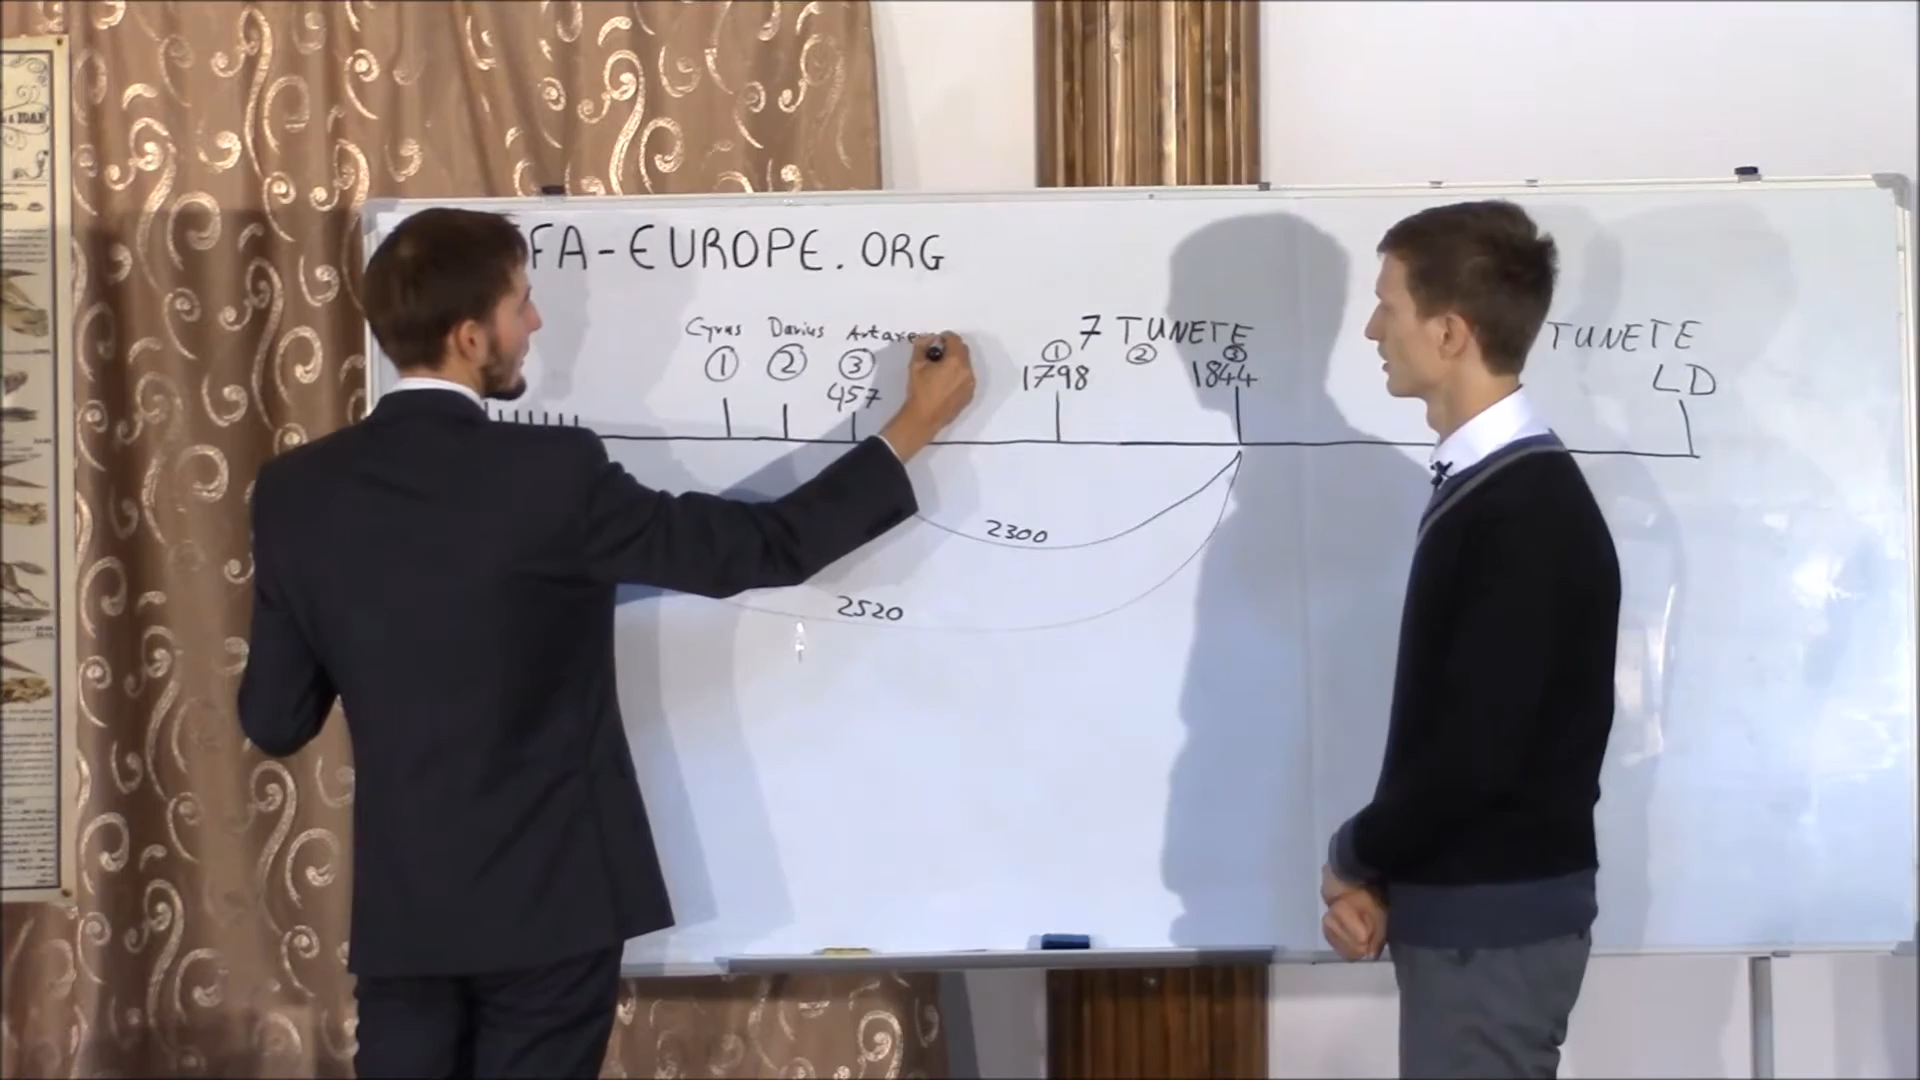 FA-EUROPE.ORG
Cyrus Darius Artaxe
① ② ③
457
7 TUNETE
① ② ③
1798 1844
TUNETE
LD
2300
2520